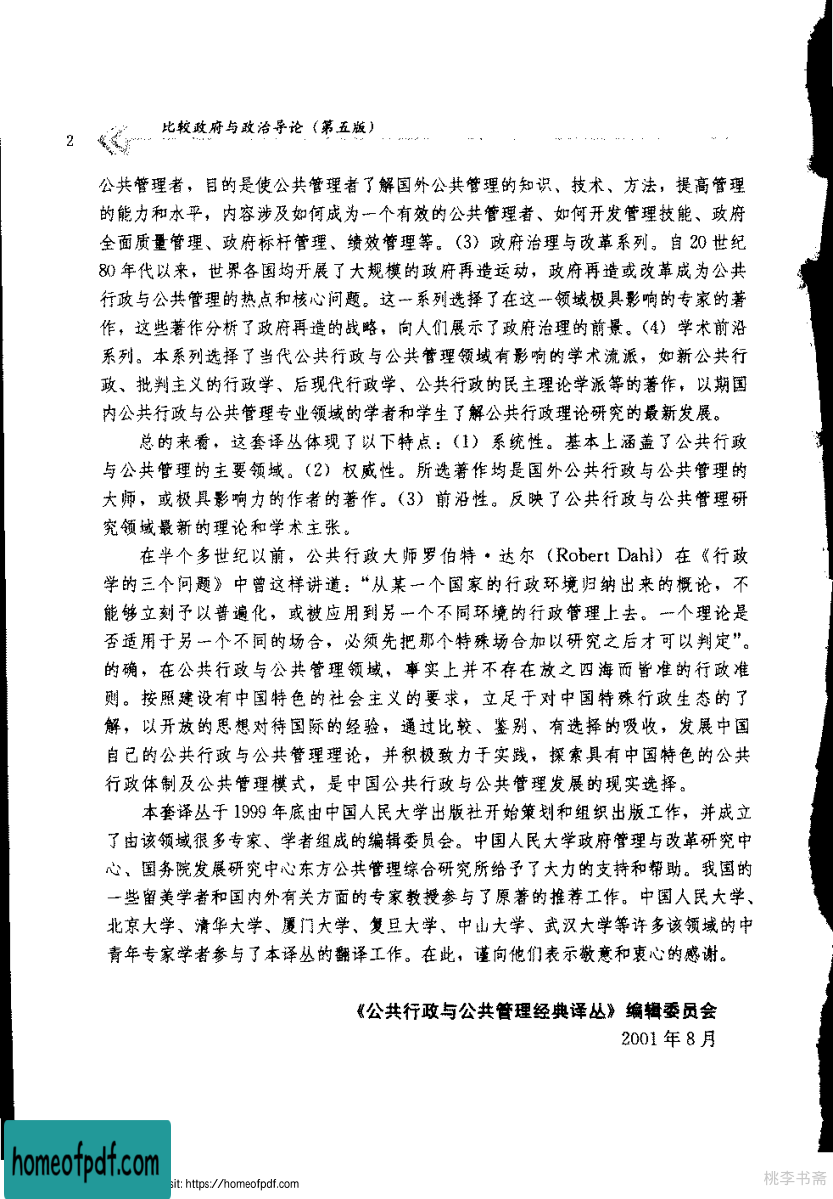 2
比较政府与政治导论（第五版）
公共管理者，目的是使公共管理者了解国外公共管理的知识、技术、方法，提高管理
的能力和水平，内容涉及如何成为一个有效的公共管理者、如何开发管理技能、政府
全面质量管理、政府标杆管理、绩效管理等。（3）政府治理与改革系列。自 20 世纪
80 年代以来，世界各国均开展了大规模的政府再造运动，政府再造或改革成为公共
行政与公共管理的热点和核心问题。这一系列选择了在这一领域极具影响的专家的著
作，这些著作分析了政府再造的战略，向人们展示了政府治理的前景。（4）学术前沿
系列。本系列选择了当代公共行政与公共管理领域有影响的学术流派，如新公共行
政、批判主义的行政学、后现代行政学、公共行政的民主理论学派等的著作，以期国
内公共行政与公共管理专业领域的学者和学生了解公共行政理论研究的最新发展。
总的来看，这套译丛体现了以下特点：（1）系统性。基本上涵盖了公共行政
与公共管理的主要领域。（2）权威性。所选著作均是国外公共行政与公共管理的
大师，或极具影响力的作者的著作。（3）前沿性。反映了公共行政与公共管理研
究领域最新的理论和学术主张。
在半个多世纪以前，公共行政大师罗伯特·达尔（Robert Dahl）在《行政
学的三个问题》中曾这样讲道：“从某一个国家的行政环境归纳出来的概论，不
能够立刻予以普遍化，或被应用到另一个不同环境的行政管理上去。一个理论是
否适用于另一个不同的场合，必须先把那个特殊场合加以研究之后才可以判定”。
的确，在公共行政与公共管理领域，事实上并不存在放之四海而皆准的行政准
则。按照建设有中国特色的社会主义的要求，立足于对中国特殊行政生态的了
解，以开放的思想对待国际的经验，通过比较、鉴别、有选择的吸收，发展中国
自己的公共行政与公共管理理论，并积极致力于实践，探索具有中国特色的公共
行政体制及公共管理模式，是中国公共行政与公共管理发展的现实选择。
本套译丛于 1999 年底由中国人民大学出版社开始策划和组织出版工作，并成立
了由该领域很多专家、学者组成的编辑委员会。中国人民大学政府管理与改革研究中
心、国务院发展研究中心东方公共管理综合研究所给予了大力的支持和帮助。我国的
一些留美学者和国内外有关方面的专家教授参与了原著的推荐工作。中国人民大学、
北京大学、清华大学、厦门大学、复旦大学、中山大学、武汉大学等许多该领域的中
青年专家学者参与了本译丛的翻译工作。在此，谨向他们表示敬意和衷心的感谢。
《公共行政与公共管理经典译丛》编辑委员会
2001 年 8 月
homeofpdf.com
sit: https://homeofpdf.com
桃李书斋